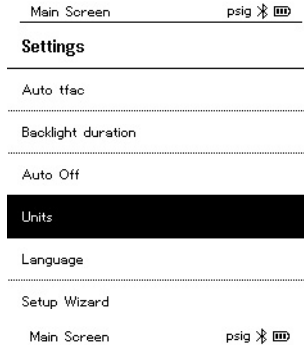 Main Screen psig
Settings
Auto tfac
Backlight duration
Auto Off
Units
Language
Setup Wizard
Main Screen psig